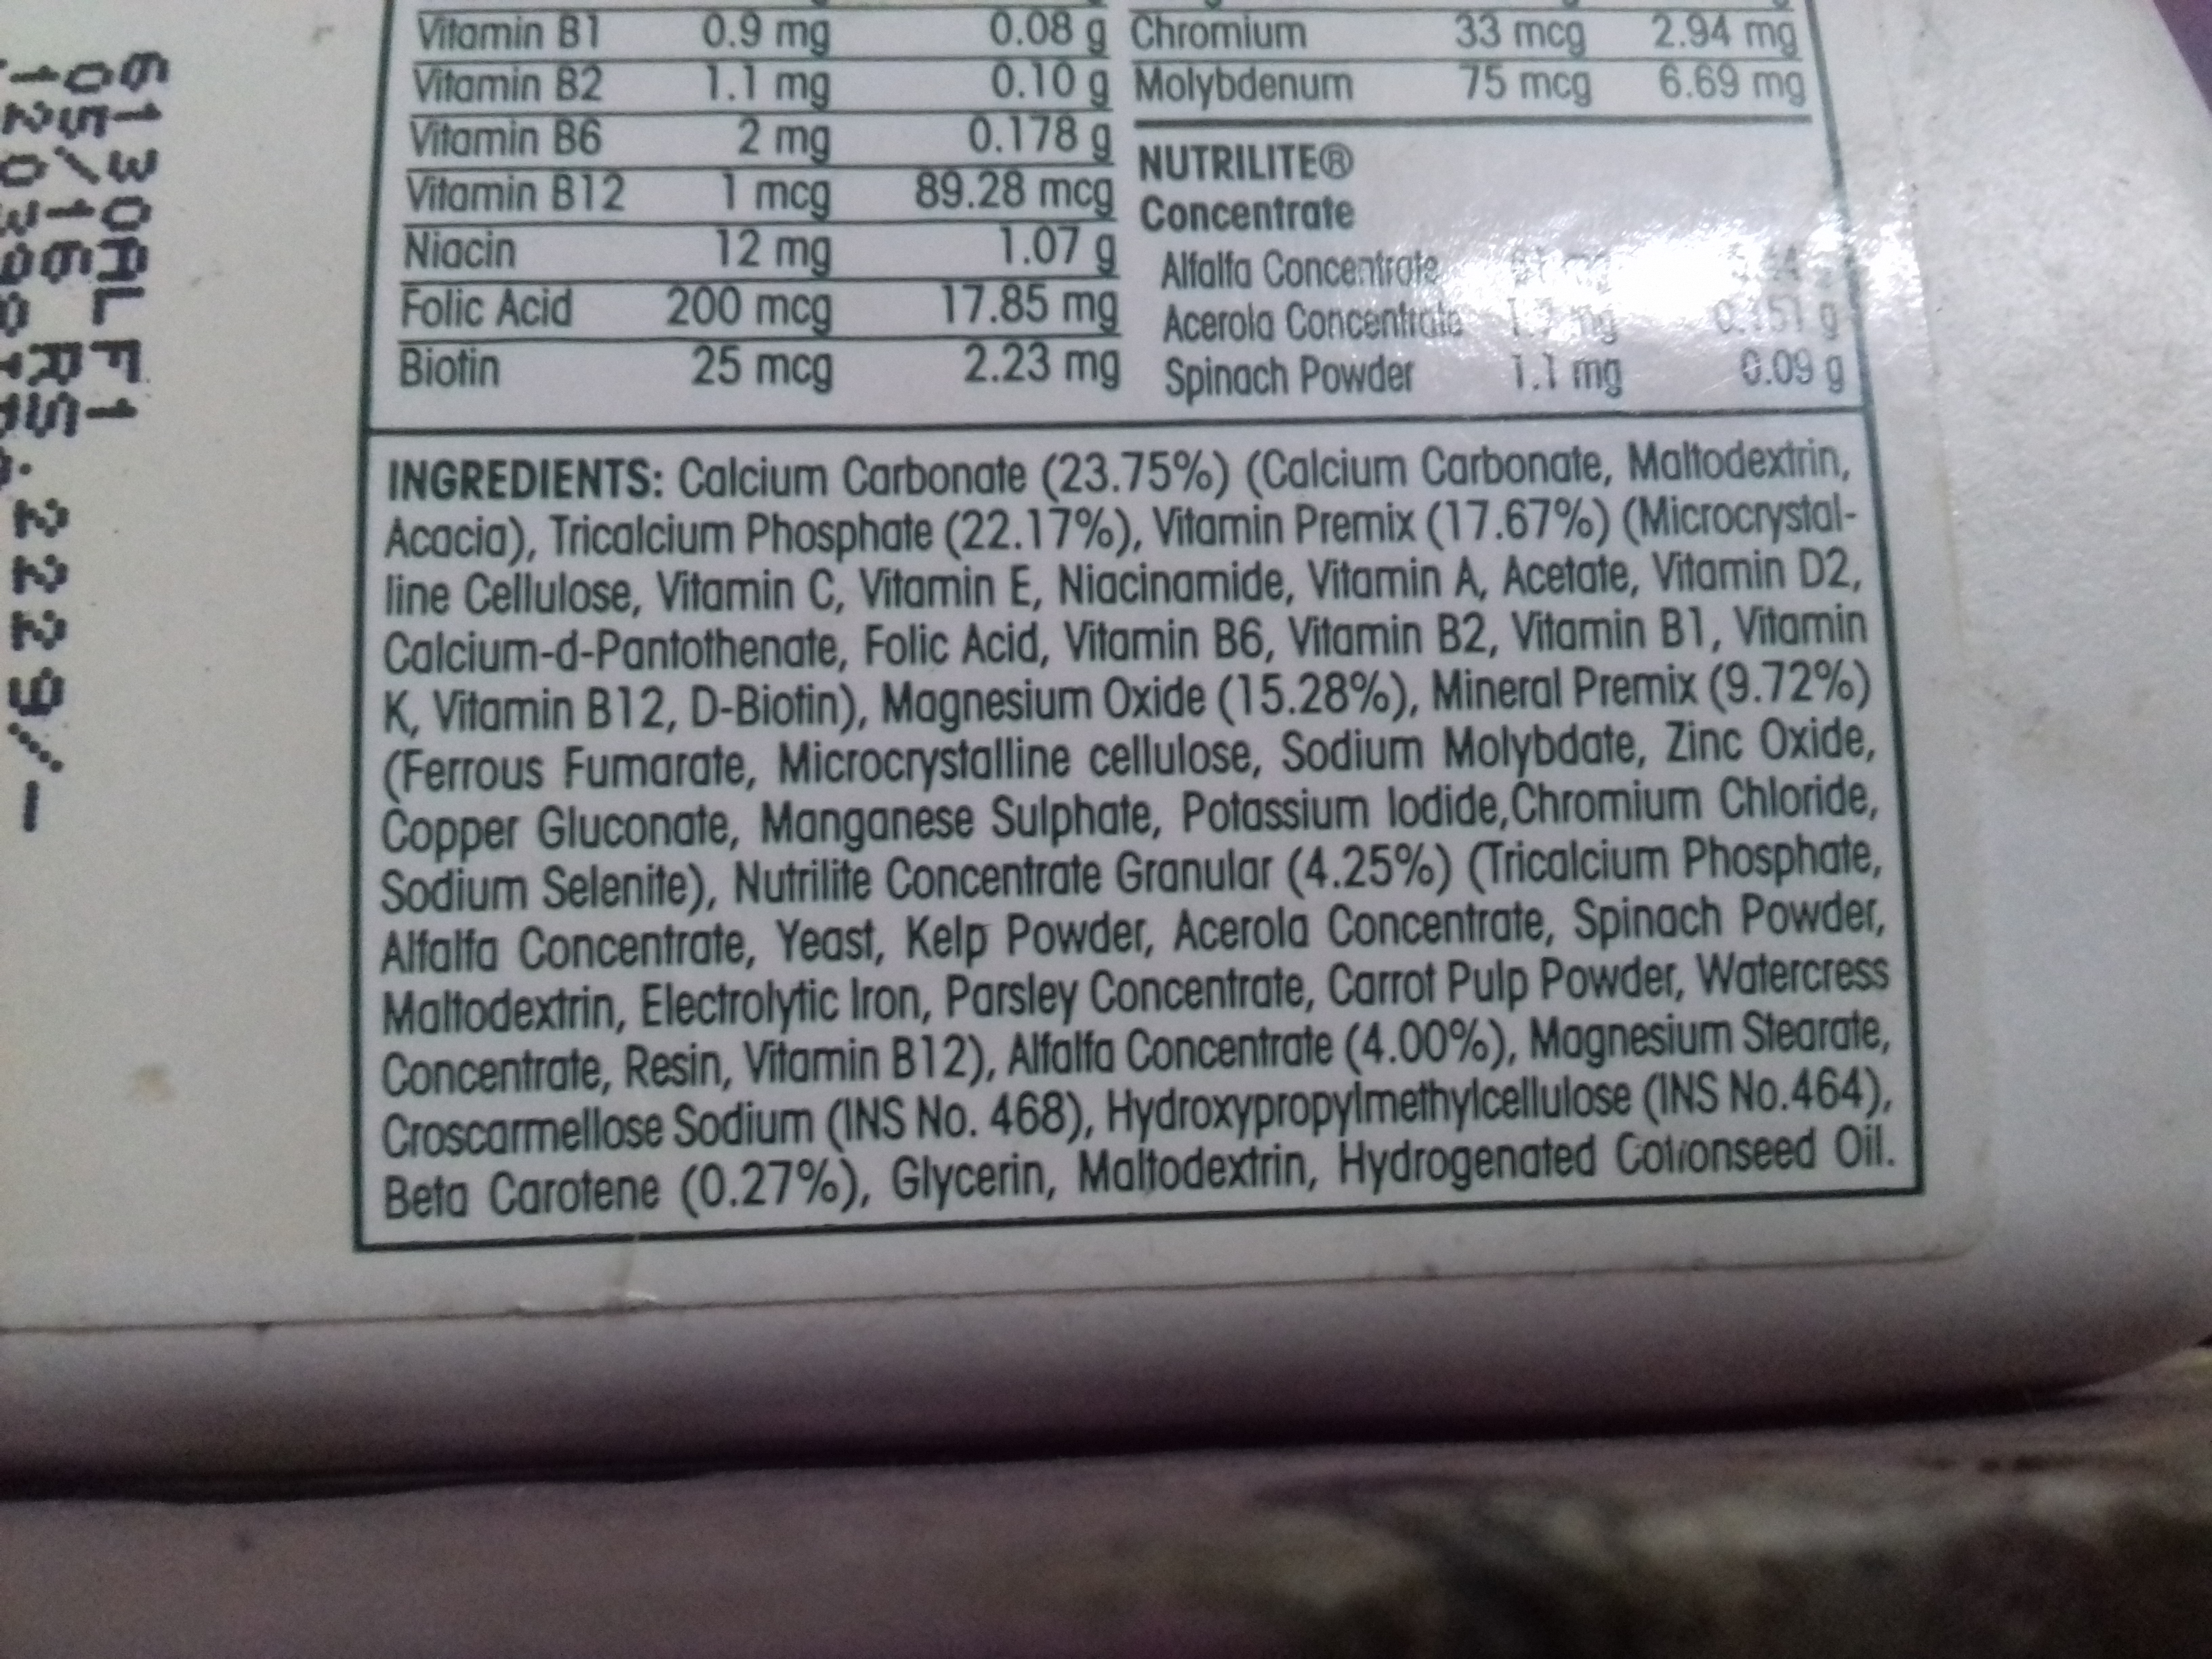 6130AL F1
05/16 RS.2229/-
Vitamin B1 0.9 mg 0.08 g
Vitamin B2 1.1 mg 0.10 g
Vitamin B6 2 mg 0.178 g
Vitamin B12 1 mcg 89.28 mcg
Niacin 12 mg 1.07 g
Folic Acid 200 mcg 17.85 mg
Biotin 25 mcg 2.23 mg
Chromium 33 mcg 2.94 mg
Molybdenum 75 mcg 6.69 mg
NUTRILITE®
Concentrate
Alfalfa Concentrate
Acerola Concentrate 0.151 g
Spinach Powder 1.1 mg 0.09 g
INGREDIENTS: Calcium Carbonate (23.75%) (Calcium Carbonate, Maltodextrin,
Acacia), Tricalcium Phosphate (22.17%), Vitamin Premix (17.67%) (Microcrystal-
line Cellulose, Vitamin C, Vitamin E, Niacinamide, Vitamin A, Acetate, Vitamin D2,
Calcium-d-Pantothenate, Folic Acid, Vitamin B6, Vitamin B2, Vitamin B1, Vitamin
K, Vitamin B12, D-Biotin), Magnesium Oxide (15.28%), Mineral Premix (9.72%)
(Ferrous Fumarate, Microcrystalline cellulose, Sodium Molybdate, Zinc Oxide,
Copper Gluconate, Manganese Sulphate, Potassium Iodide,Chromium Chloride,
Sodium Selenite), Nutrilite Concentrate Granular (4.25%) (Tricalcium Phosphate,
Alfalfa Concentrate, Yeast, Kelp Powder, Acerola Concentrate, Spinach Powder,
Maltodextrin, Electrolytic Iron, Parsley Concentrate, Carrot Pulp Powder, Watercress
Concentrate, Resin, Vitamin B12), Alfalfa Concentrate (4.00%), Magnesium Stearate,
Croscarmellose Sodium (INS No. 468), Hydroxypropylmethylcellulose (INS No.464),
Beta Carotene (0.27%), Glycerin, Maltodextrin, Hydrogenated Cottonseed Oil.